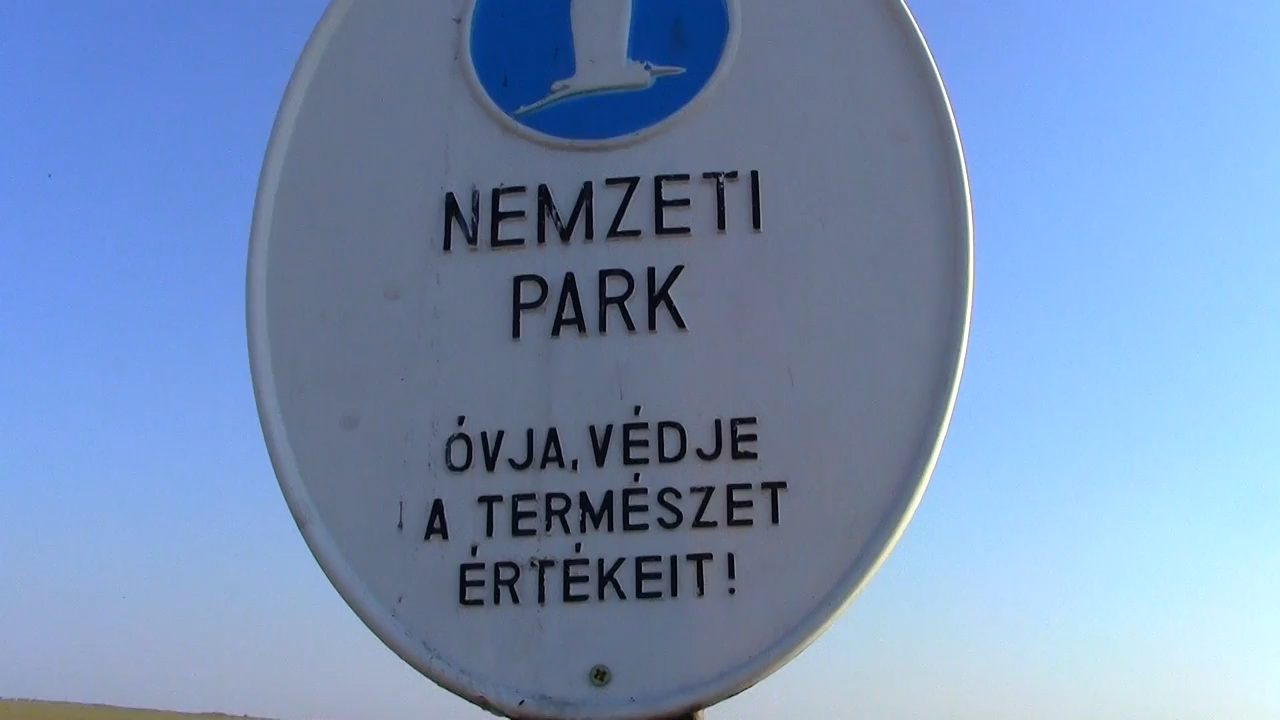 NEMZETI
PARK
ÓVJA, VÉDJE
A TERMÉSZET
ÉRTÉKEIT!